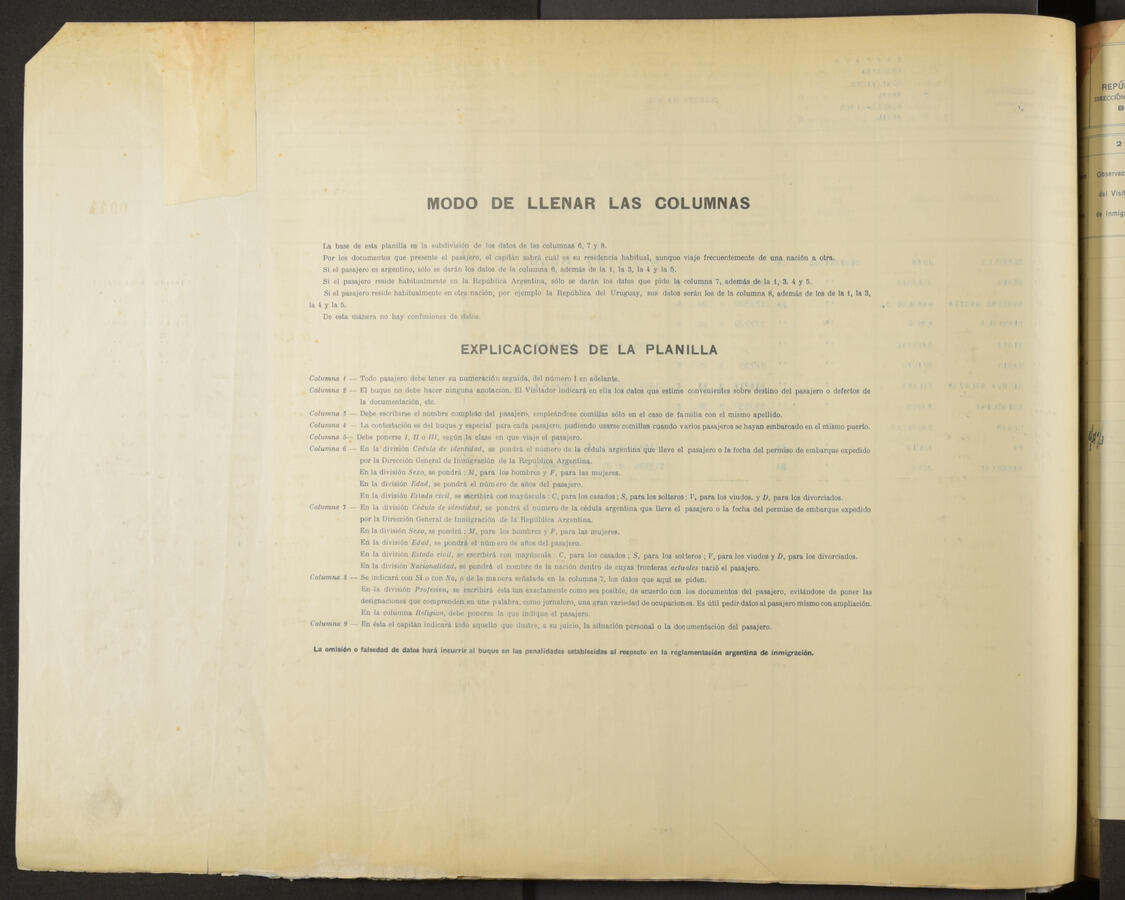 MODO DE LLENAR LAS COLUMNAS
La base de esta planilla es la subdivisión de los datos de las columnas 6, 7 y 8.
Por los documentos que presente el pasajero, el capitán sabrá cuál es su residencia habitual, aunque viaje frecuentemente de una nación a otra.
Si el pasajero es argentino, sólo se darán los datos de la columna 6, además de la 1, la 3, la 4 y la 5.
Si el pasajero reside habitualmente en la República Argentina, sólo se darán los datos que pide la columna 7, además de la 1, 3, 4 y 5.
Si el pasajero reside habitualmente en otra nación, por ejemplo la República del Uruguay, sus datos serán los de la columna 8, además de los de la 1, la 3,
la 4 y la 5.
De esta manera no hay confusiones de datos.
EXPLICACIONES DE LA PLANILLA
Columna 1 — Todo pasajero debe tener su numeración seguida, del número 1 en adelante.
Columna 2 — El buque no debe hacer ninguna anotación. El Visitador indicará en ella los datos que estime convenientes sobre destino del pasajero o defectos de
la documentación, etc.
Columna 3 — Debe escribirse el nombre completo del pasajero, empleándose comillas sólo en el caso de familia con el mismo apellido.
Columna 4 — La contestación es del buque y especial para cada pasajero, pudiendo usarse comillas cuando varios pasajeros se hayan embarcado en el mismo puerto.
Columna 5 — Debe ponerse I, II o III, según la clase en que viaje el pasajero.
Columna 6 — En la división Cédula de identidad, se pondrá el número de la cédula argentina que lleve el pasajero o la fecha del permiso de embarque expedido
por la Dirección General de Inmigración de la República Argentina.
En la división Sexo, se pondrá: M, para los hombres y F, para las mujeres.
En la división Edad, se pondrá el número de años del pasajero.
En la división Estado civil, se escribirá con mayúscula: C, para los casados; S, para los solteros; V, para los viudos, y D, para los divorciados.
Columna 7 — En la división Cédula de identidad, se pondrá el número de la cédula argentina que lleve el pasajero o la fecha del permiso de embarque expedido
por la Dirección General de Inmigración de la República Argentina.
En la división Sexo, se pondrá: M, para los hombres y F, para las mujeres.
En la división Edad, se pondrá el número de años del pasajero.
En la división Estado civil, se escribirá con mayúscula: C, para los casados; S, para los solteros; V, para los viudos y D, para los divorciados.
En la división Nacionalidad, se pondrá el nombre de la nación dentro de cuyas fronteras actuales nació el pasajero.
Columna 8 — Se indicará con Sí o con No, o de la manera señalada en la columna 7, los datos que aquí se piden.
En la división Profesión, se escribirá ésta tan exactamente como sea posible, de acuerdo con los documentos del pasajero, evitándose de poner las
designaciones que comprenden en una palabra, como jornalero, una gran variedad de ocupaciones. Es útil pedir datos al pasajero mismo con ampliación.
En la columna Religion, debe ponerse la que indique el pasajero.
Columna 9 — En ésta el capitán indicará todo aquello que ilustre, a su juicio, la situación personal o la documentación del pasajero.
La omisión o falsedad de datos hará incurrir al buque en las penalidades establecidas al respecto en la reglamentación argentina de inmigración.
REPÚ
DIRECCIÓN
2
Observac
del Visit
de Inmig